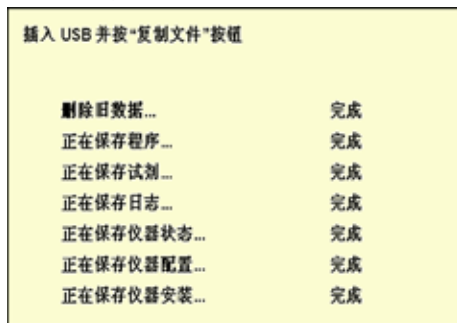 插入 USB 并按“复制文件”按钮
删除旧数据... 完成
正在保存程序... 完成
正在保存试剂... 完成
正在保存日志... 完成
正在保存仪器状态... 完成
正在保存仪器配置... 完成
正在保存仪器安装... 完成